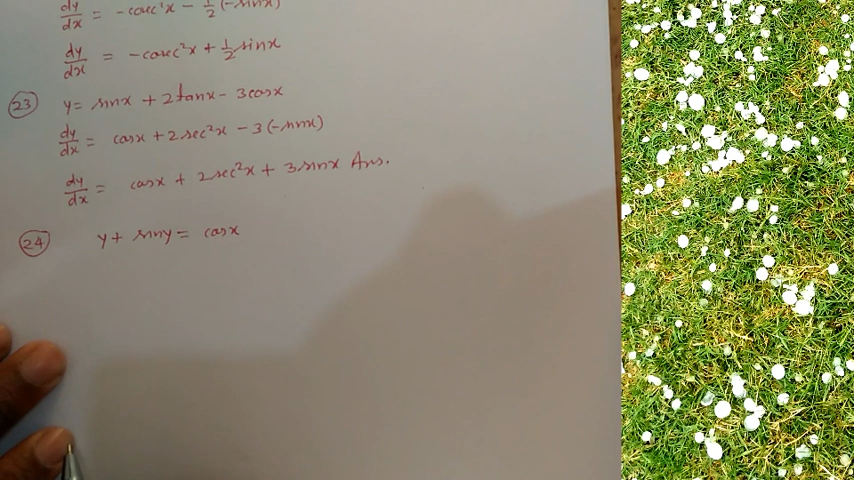 dy/dx = -cosec²x - 1/2 (-sinx)
dy/dx = -cosec²x + 1/2 sinx
23 y= sinx + 2tanx - 3cosx
dy/dx = cosx + 2sec²x - 3(-sinx)
dy/dx = cosx + 2sec²x + 3sinx Ans.
24 y + siny = cosx